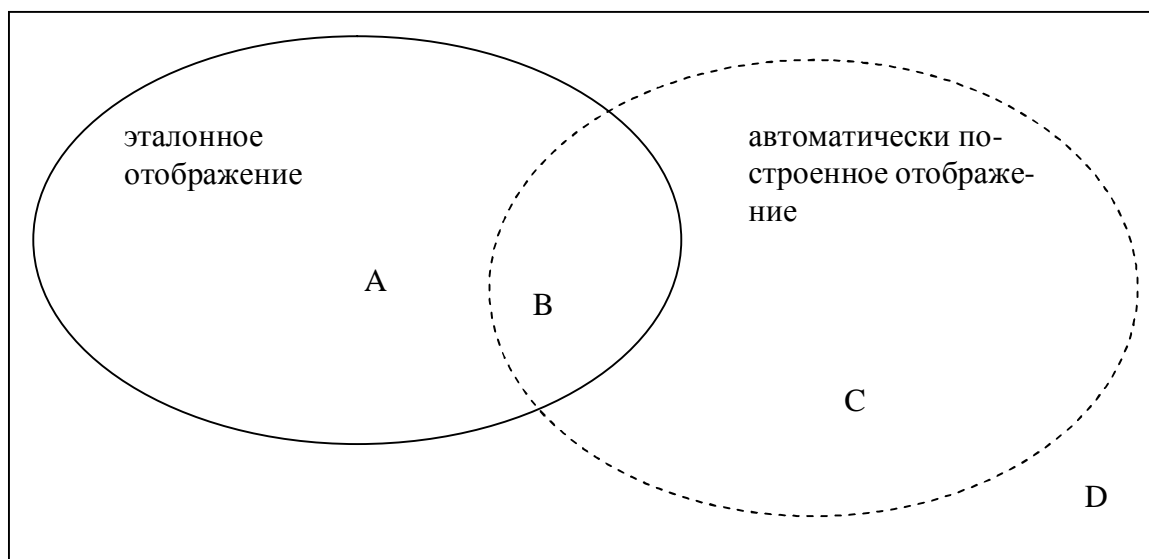 эталонное
отображение
автоматически по-
строенное отображе-
ние
A
B
C
D